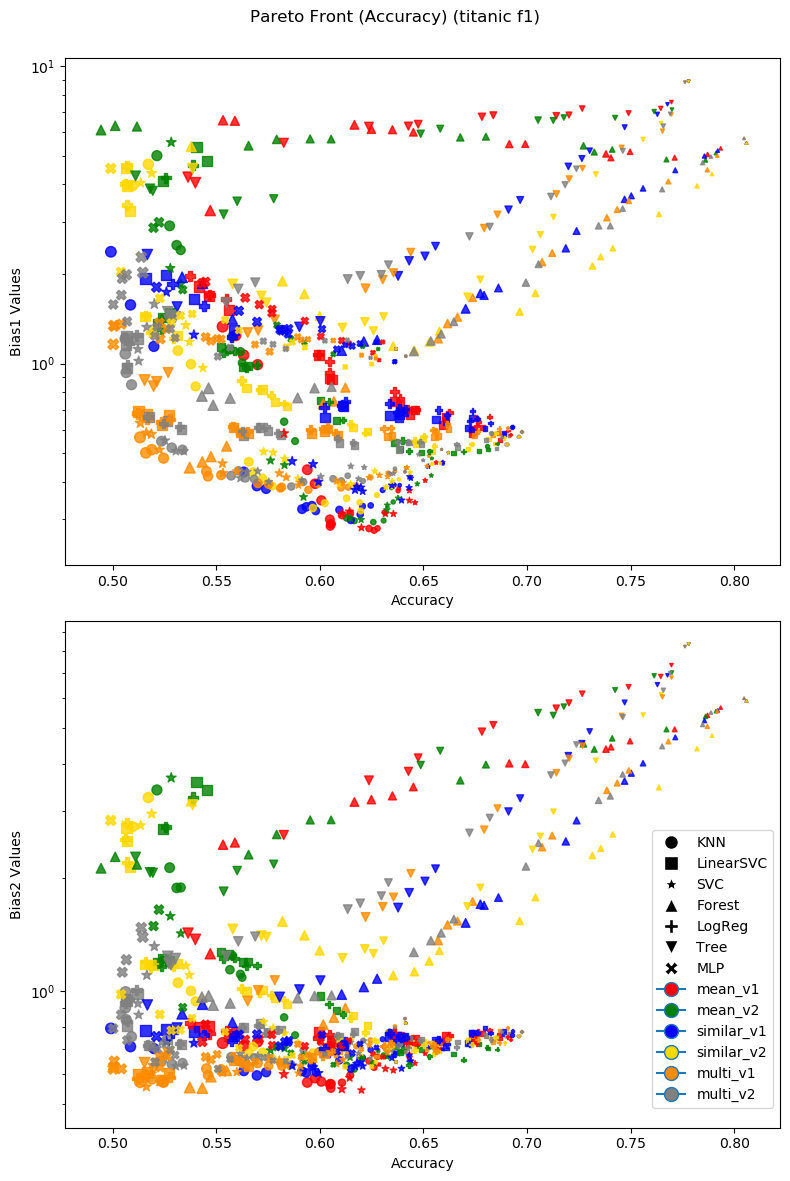 Pareto Front (Accuracy) (titanic f1)
10¹
10⁰
Bias1 Values
0.50 0.55 0.60 0.65 0.70 0.75 0.80
Accuracy
10⁰
Bias2 Values
KNN
LinearSVC
SVC
Forest
LogReg
Tree
MLP
mean_v1
mean_v2
similar_v1
similar_v2
multi_v1
multi_v2
0.50 0.55 0.60 0.65 0.70 0.75 0.80
Accuracy